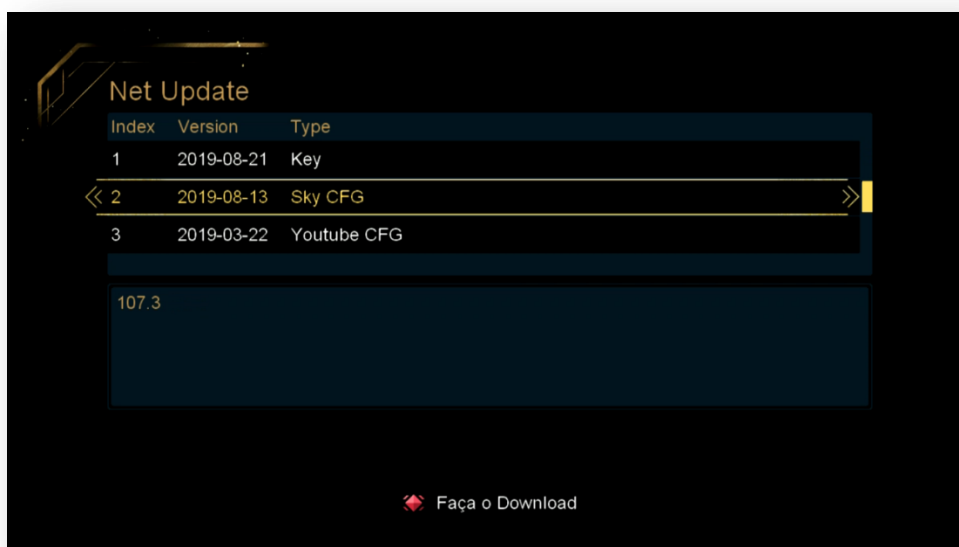 Net Update
Index Version Type
1 2019-08-21 Key
2 2019-08-13 Sky CFG
3 2019-03-22 Youtube CFG
107.3
Faça o Download